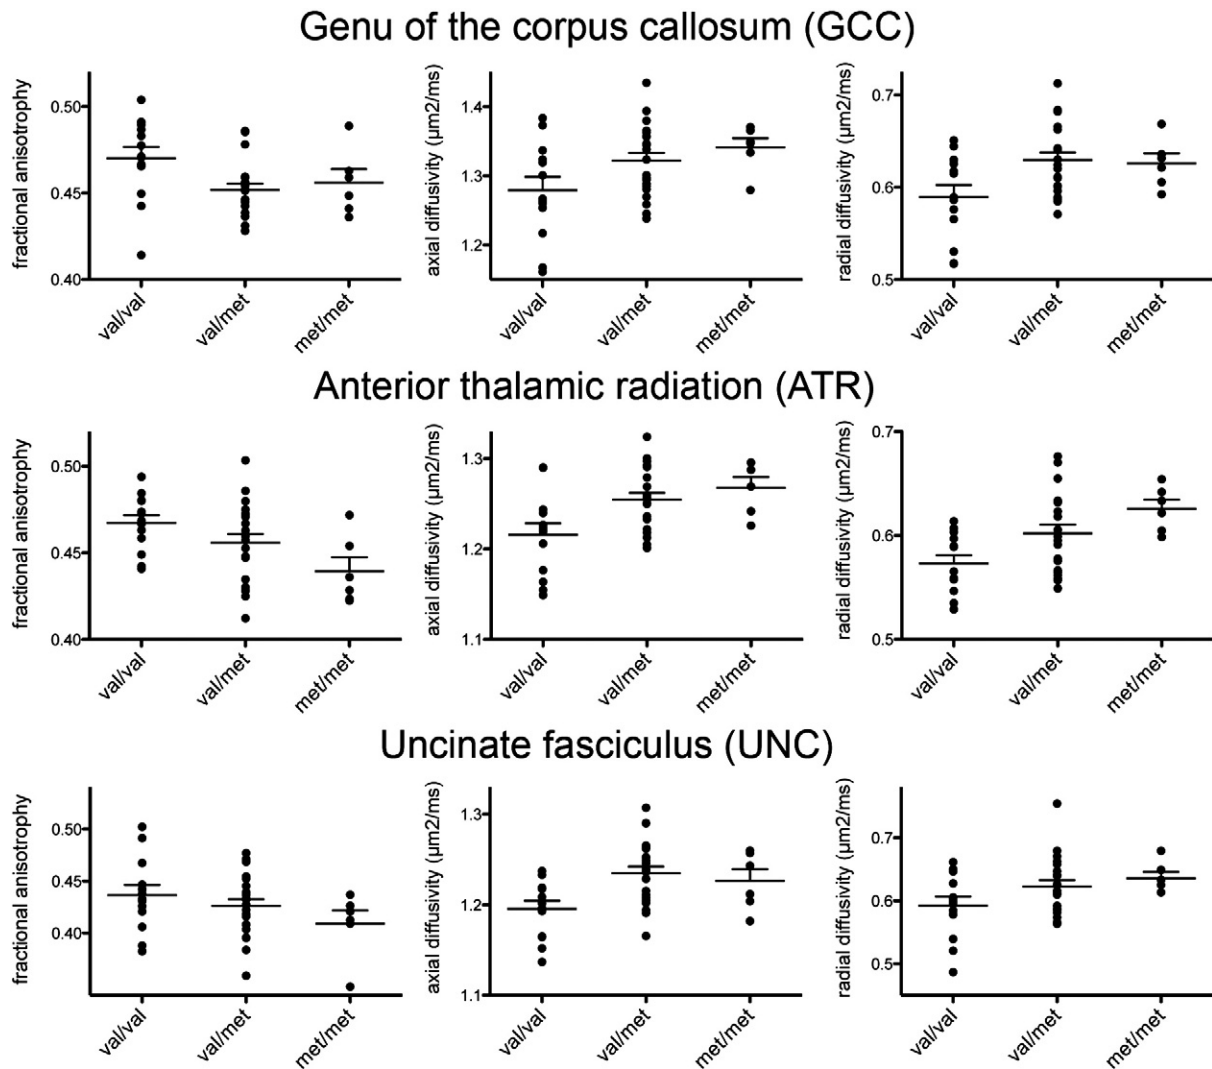 Genu of the corpus callosum (GCC)
fractional anisotropy
0.50
0.45
0.40
val/val
val/met
met/met
axial diffusivity (µm2/ms)
1.4
1.3
1.2
val/val
val/met
met/met
radial diffusivity (µm2/ms)
0.7
0.6
0.5
val/val
val/met
met/met
Anterior thalamic radiation (ATR)
fractional anisotropy
0.50
0.45
0.40
val/val
val/met
met/met
axial diffusivity (µm2/ms)
1.3
1.2
1.1
val/val
val/met
met/met
radial diffusivity (µm2/ms)
0.7
0.6
0.5
val/val
val/met
met/met
Uncinate fasciculus (UNC)
fractional anisotropy
0.50
0.45
0.40
val/val
val/met
met/met
axial diffusivity (µm2/ms)
1.3
1.2
1.1
val/val
val/met
met/met
radial diffusivity (µm2/ms)
0.7
0.6
0.5
val/val
val/met
met/met